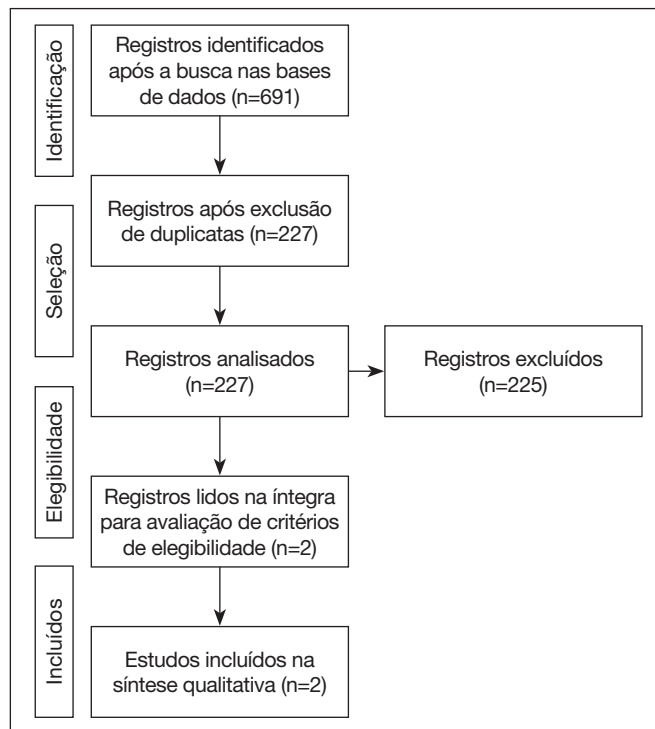 Identificação
Registros identificados
após a busca nas bases
de dados (n=691)
Seleção
Registros após exclusão
de duplicatas (n=227)
Registros analisados
(n=227)
Registros excluídos
(n=225)
Elegibilidade
Registros lidos na íntegra
para avaliação de critérios
de elegibilidade (n=2)
Incluídos
Estudos incluídos na
síntese qualitativa (n=2)